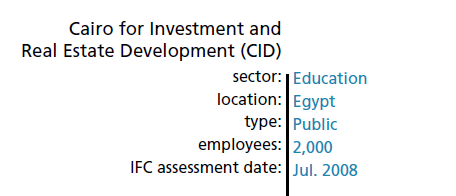 Cairo for Investment and
Real Estate Development (CID)
sector: Education
location: Egypt
type: Public
employees: 2,000
IFC assessment date: Jul. 2008